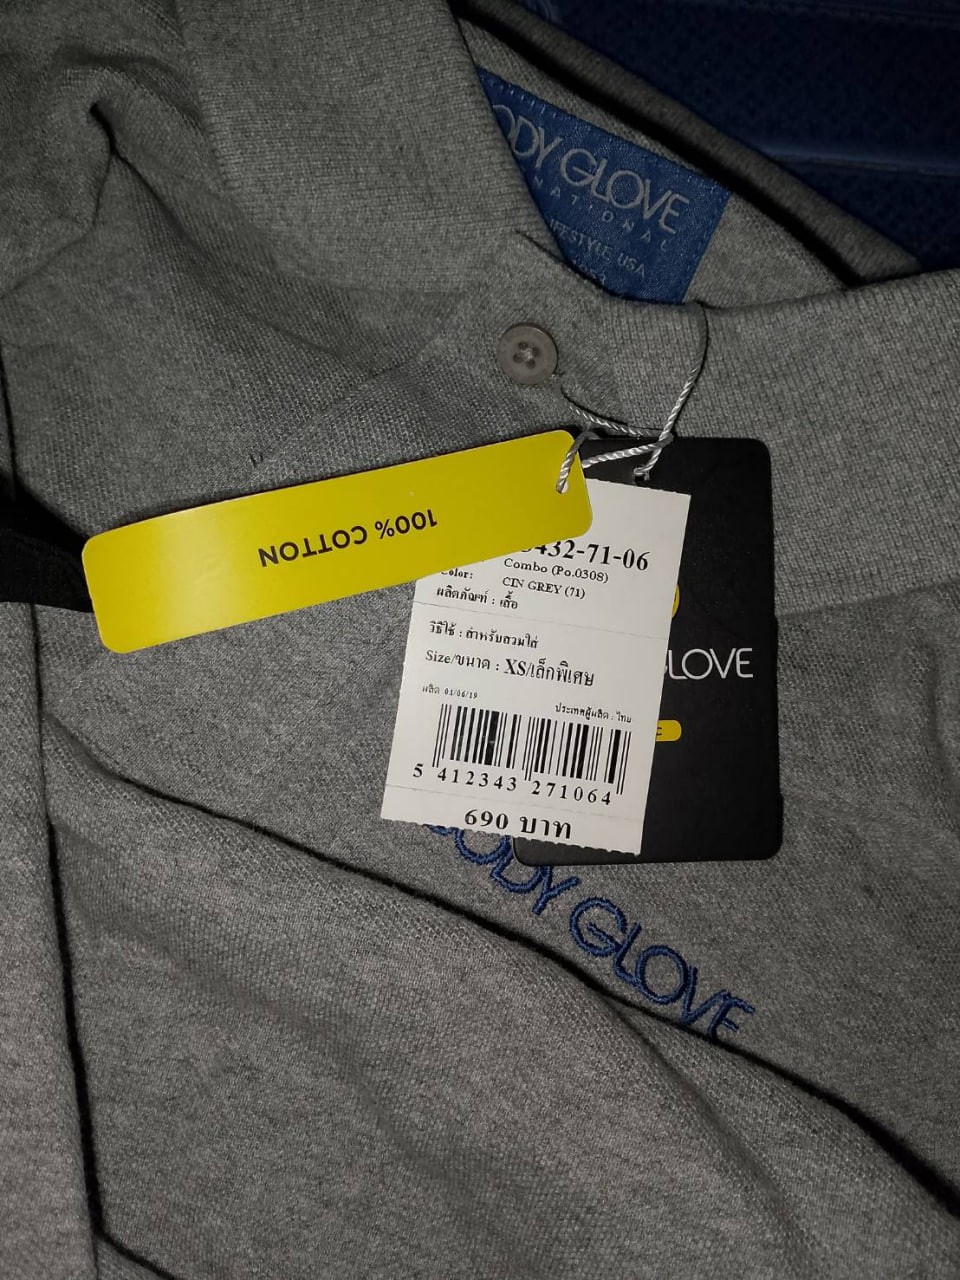 ODY GLOVE
NATIONAL
LIFESTYLE, USA
100% COTTON
432-71-06
Combo (Po.0308)
Color: CIN GREY (71)
ผลิตภัณฑ์ : เสื้อ
วิธีใช้ : สำหรับสวมใส่
Size/ขนาด : XS/เล็กพิเศษ
ผลิต 01/06/19
ประเทศผู้ผลิต : ไทย
5 412343 271064
690 บาท
LOVE
C
BODY GLOVE